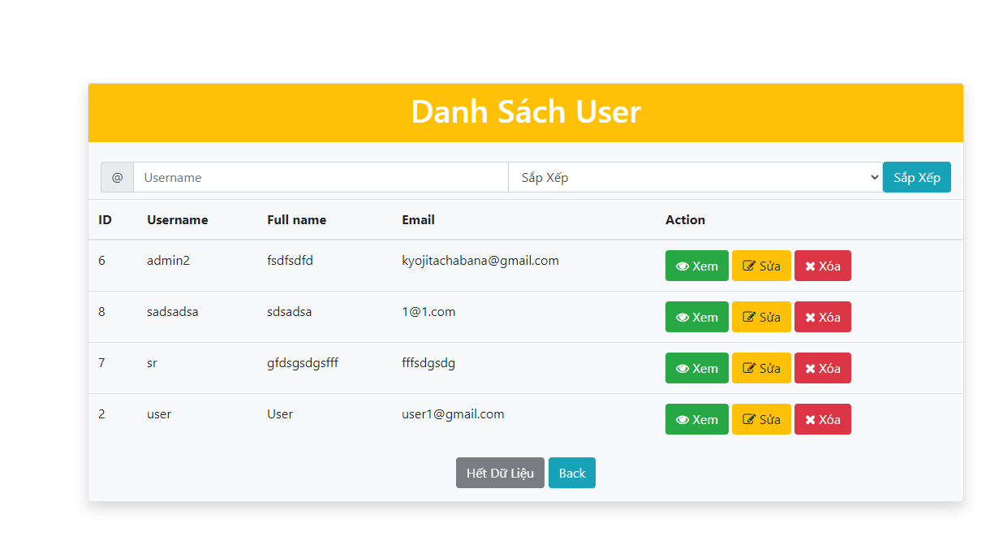 Danh Sách User
@ Username Sắp Xếp Sắp Xếp
ID Username Full name Email Action
6 admin2 fsdfsdfd kyojitachabana@gmail.com Xem Sửa Xóa
8 sadsadsa sdsadsa 1@1.com Xem Sửa Xóa
7 sr gfdsgsdgsfff fffsdgsdg Xem Sửa Xóa
2 user User user1@gmail.com Xem Sửa Xóa
Hết Dữ Liệu Back